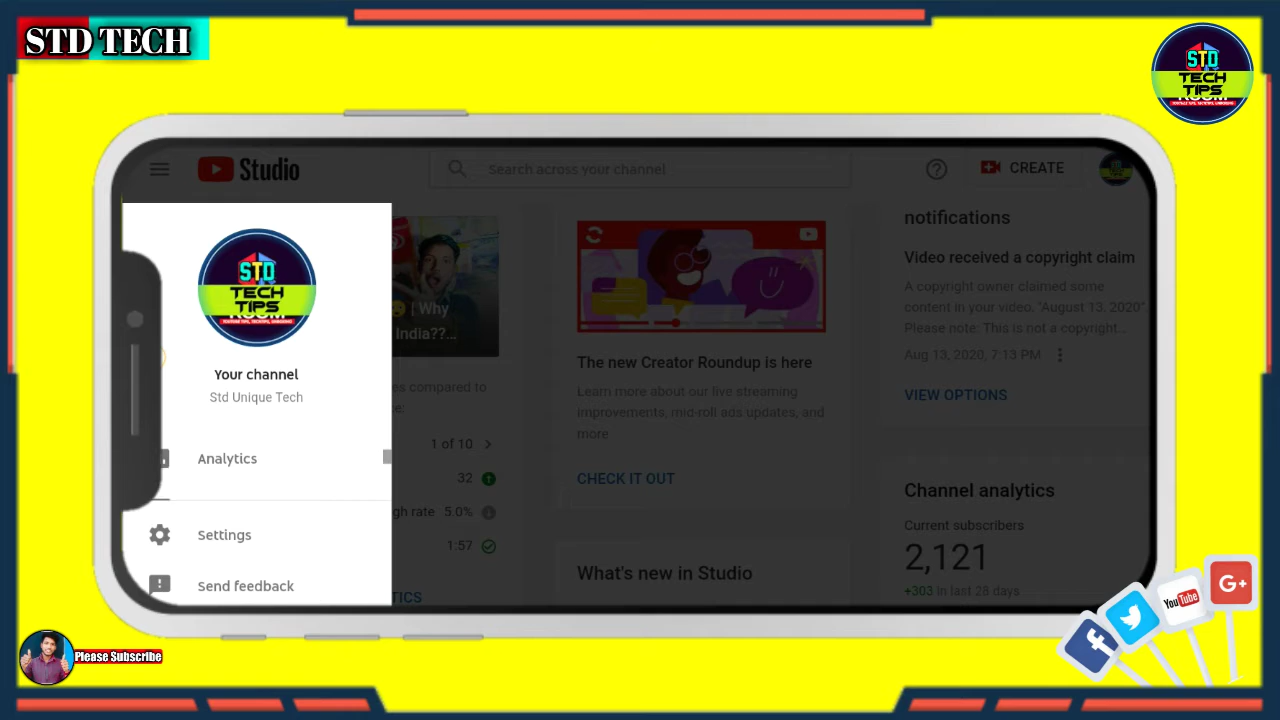 STD TECH
STD
TECH
TIPS
Studio
Search across your channel
CREATE
STD
TECH
TIPS
Your channel
Std Unique Tech
Analytics
Settings
Send feedback
| Why
India??...
es compared to
1 of 10
32
gh rate 5.0%
1:57
TICS
The new Creator Roundup is here
Learn more about our live streaming
improvements, mid-roll ads updates, and
more
CHECK IT OUT
What's new in Studio
notifications
Video received a copyright claim
A copyright owner claimed some
content in your video. "August 13, 2020"
Please note: This is not a copyright...
Aug 13, 2020, 7:13 PM
VIEW OPTIONS
Channel analytics
Current subscribers
2,121
+303 in last 28 days
Please Subscribe
f
YouTube
G+